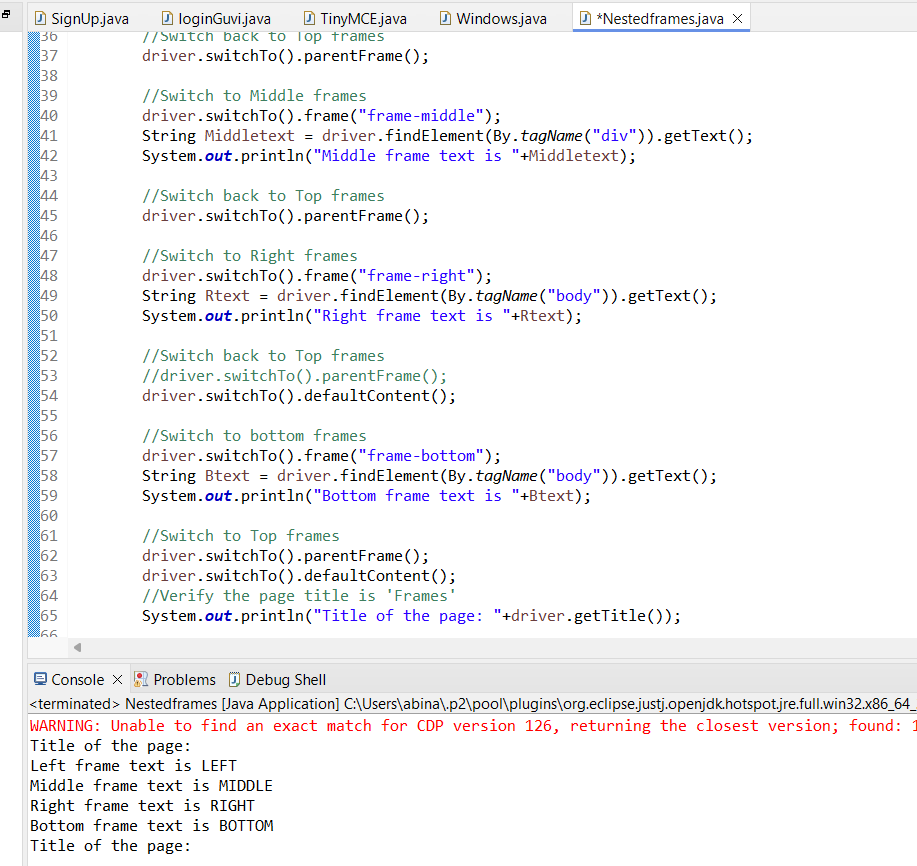 SignUp.java loginGuvi.java TinyMCE.java Windows.java *Nestedframes.java
36 //Switch back to Top frames
37 driver.switchTo().parentFrame();
38
39 //Switch to Middle frames
40 driver.switchTo().frame("frame-middle");
41 String Middletext = driver.findElement(By.tagName("div")).getText();
42 System.out.println("Middle frame text is "+Middletext);
43
44 //Switch back to Top frames
45 driver.switchTo().parentFrame();
46
47 //Switch to Right frames
48 driver.switchTo().frame("frame-right");
49 String Rtext = driver.findElement(By.tagName("body")).getText();
50 System.out.println("Right frame text is "+Rtext);
51
52 //Switch back to Top frames
53 //driver.switchTo().parentFrame();
54 driver.switchTo().defaultContent();
55
56 //Switch to bottom frames
57 driver.switchTo().frame("frame-bottom");
58 String Btext = driver.findElement(By.tagName("body")).getText();
59 System.out.println("Bottom frame text is "+Btext);
60
61 //Switch to Top frames
62 driver.switchTo().parentFrame();
63 driver.switchTo().defaultContent();
64 //Verify the page title is 'Frames'
65 System.out.println("Title of the page: "+driver.getTitle());
66
Console Problems Debug Shell
<terminated> Nestedframes [Java Application] C:\Users\abina\.p2\pool\plugins\org.eclipse.justj.openjdk.hotspot.jre.full.win32.x86_64_
WARNING: Unable to find an exact match for CDP version 126, returning the closest version; found: 1
Title of the page:
Left frame text is LEFT
Middle frame text is MIDDLE
Right frame text is RIGHT
Bottom frame text is BOTTOM
Title of the page: